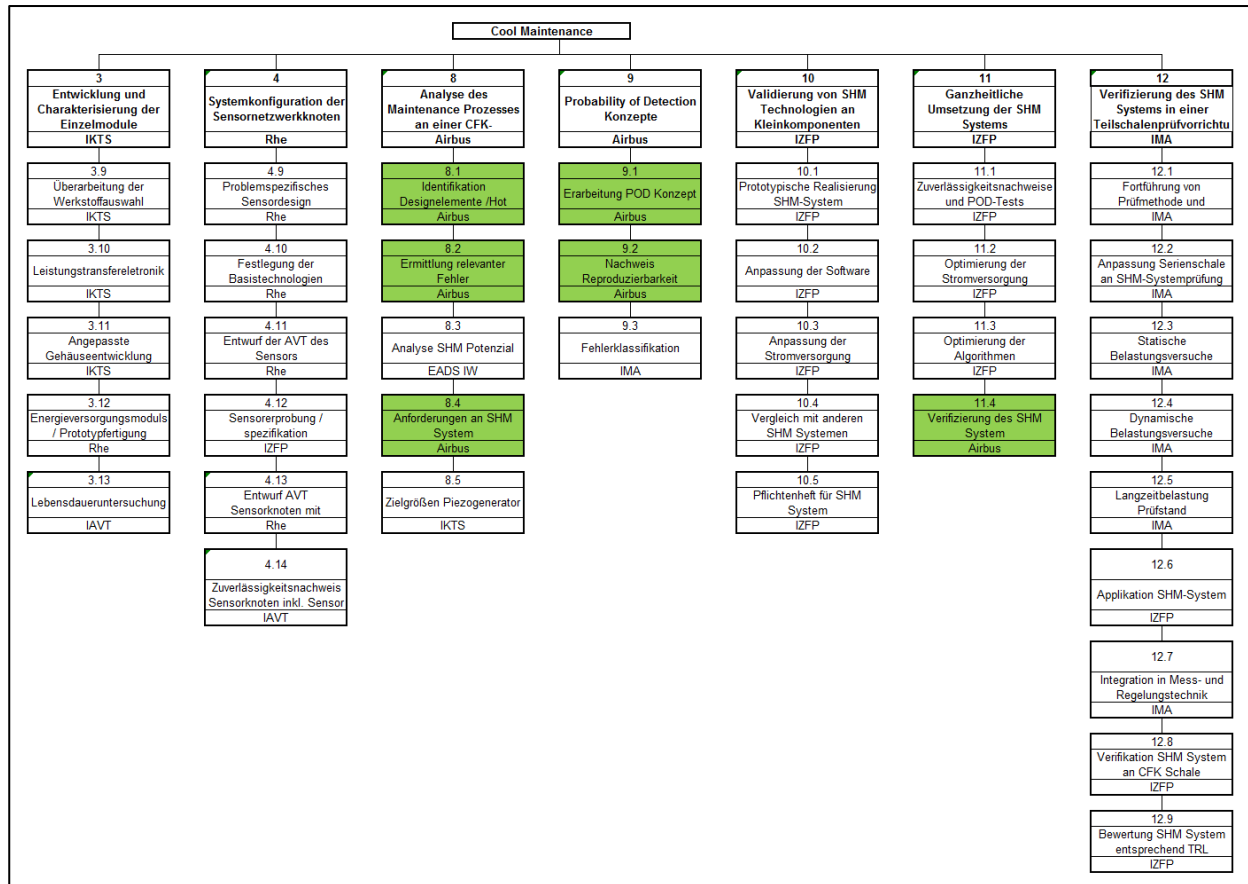 Cool Maintenance
3
Entwicklung und
Charakterisierung der
Einzelmodule
IKTS
3.9
Überarbeitung der
Werkstoffauswahl
IKTS
3.10
Leistungstransfereletronik
IKTS
3.11
Angepasste
Gehäuseentwicklung
IKTS
3.12
Energieversorgungsmoduls
/ Prototypfertigung
Rhe
3.13
Lebensdaueruntersuchung
IAVT
4
Systemkonfiguration der
Sensornetzwerkknoten
Rhe
4.9
Problemspezifisches
Sensordesign
Rhe
4.10
Festlegung der
Basistechnologien
Rhe
4.11
Entwurf der AVT des
Sensors
Rhe
4.12
Sensorerprobung /
spezifikation
IZFP
4.13
Entwurf AVT
Sensorknoten mit
Rhe
4.14
Zuverlässigkeitsnachweis
Sensorknoten inkl. Sensor
IAVT
8
Analyse des
Maintenance Prozesses
an einer CFK-
Airbus
8.1
Identifikation
Designelemente /Hot
Airbus
8.2
Ermittlung relevanter
Fehler
Airbus
8.3
Analyse SHM Potenzial
EADS IW
8.4
Anforderungen an SHM
System
Airbus
8.5
Zielgrößen Piezogenerator
IKTS
9
Probability of Detection
Konzepte
Airbus
9.1
Erarbeitung POD Konzept
Airbus
9.2
Nachweis
Reproduzierbarkeit
Airbus
9.3
Fehlerklassifikation
IMA
10
Validierung von SHM
Technologien an
Kleinkomponenten
IZFP
10.1
Prototypische Realisierung
SHM-System
IZFP
10.2
Anpassung der Software
IZFP
10.3
Anpassung der
Stromversorgung
IZFP
10.4
Vergleich mit anderen
SHM Systemen
IZFP
10.5
Pflichtenheft für SHM
System
IZFP
11
Ganzheitliche
Umsetzung der SHM
Systems
IZFP
11.1
Zuverlässigkeitsnachweise
und POD-Tests
IZFP
11.2
Optimierung der
Stromversorgung
IZFP
11.3
Optimierung der
Algorithmen
IZFP
11.4
Verifizierung des SHM
System
Airbus
12
Verifizierung des SHM
Systems in einer
Teilschalenprüfvorrichtu
IMA
12.1
Fortführung von
Prüfmethode und
IMA
12.2
Anpassung Serienschale
an SHM-Systemprüfung
IMA
12.3
Statische
Belastungsversuche
IMA
12.4
Dynamische
Belastungsversuche
IMA
12.5
Langzeitbelastung
Prüfstand
IMA
12.6
Applikation SHM-System
IZFP
12.7
Integration in Mess- und
Regelungstechnik
IMA
12.8
Verifikation SHM System
an CFK Schale
IZFP
12.9
Bewertung SHM System
entsprechend TRL
IZFP